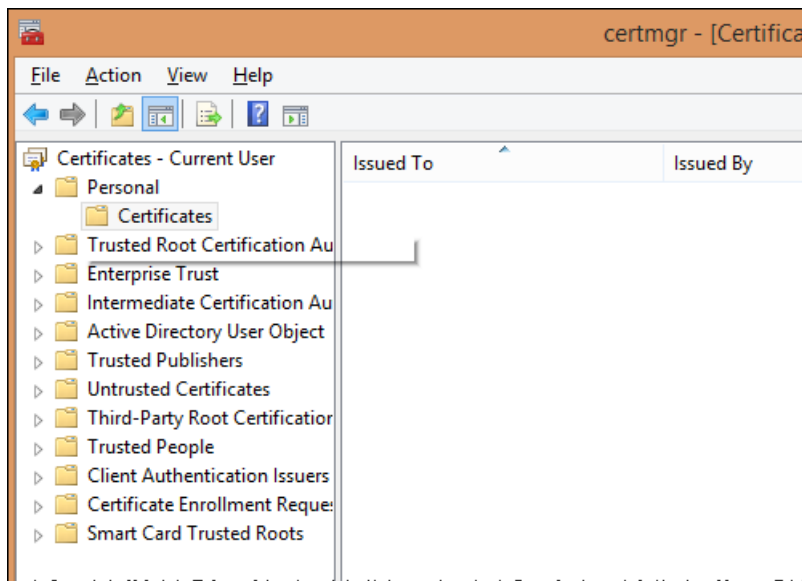 certmgr - [Certifica
File Action View Help
Certificates - Current User
Personal
Certificates
Trusted Root Certification Au
Enterprise Trust
Intermediate Certification Au
Active Directory User Object
Trusted Publishers
Untrusted Certificates
Third-Party Root Certification
Trusted People
Client Authentication Issuers
Certificate Enrollment Reque
Smart Card Trusted Roots
Issued To
Issued By